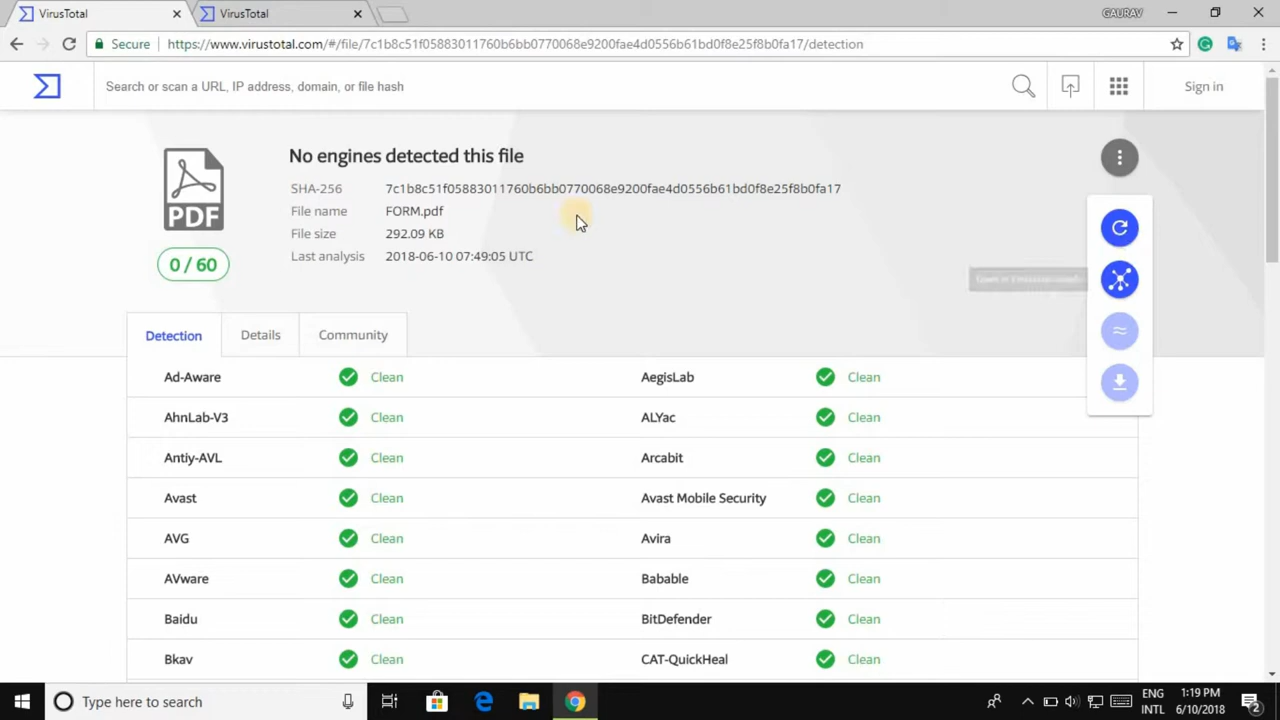 VirusTotal
VirusTotal
GAURAV
Secure
https://www.virustotal.com/#/file/7c1b8c51f05883011760b6bb0770068e9200fae4d0556b61bd0f8e25f8b0fa17/detection
Search or scan a URL, IP address, domain, or file hash
Sign in
No engines detected this file
SHA-256 7c1b8c51f05883011760b6bb0770068e9200fae4d0556b61bd0f8e25f8b0fa17
File name FORM.pdf
File size 292.09 KB
Last analysis 2018-06-10 07:49:05 UTC
PDF
0 / 60
Detection Details Community
Ad-Aware Clean AegisLab Clean
AhnLab-V3 Clean ALYac Clean
Antiy-AVL Clean Arcabit Clean
Avast Clean Avast Mobile Security Clean
AVG Clean Avira Clean
AVware Clean Babable Clean
Baidu Clean BitDefender Clean
Bkav Clean CAT-QuickHeal Clean
Type here to search
ENG
INTL
1:19 PM
6/10/2018
2